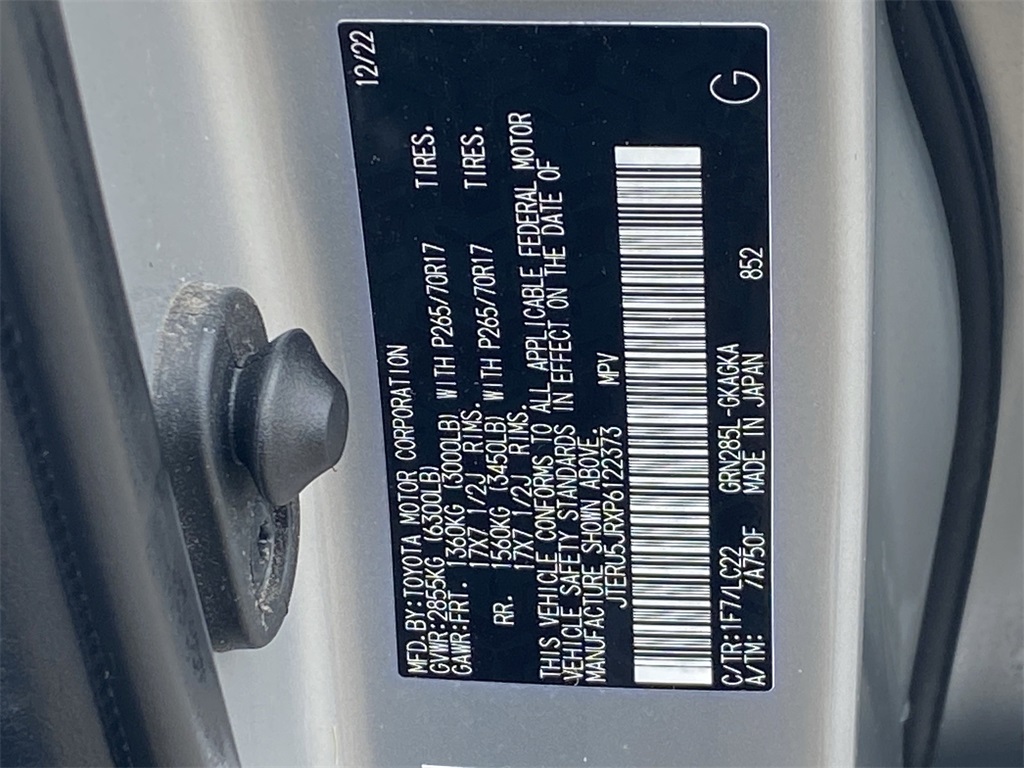 MFD.BY:TOYOTA MOTOR CORPORATION 12/22
GVWR:2855KG (6300LB)
GAWR:FRT. 1360KG (3000LB) WITH P265/70R17 TIRES.
17X7 1/2J RIMS.
RR. 1560KG (3450LB) WITH P265/70R17 TIRES.
17X7 1/2J RIMS.
THIS VEHICLE CONFORMS TO ALL APPLICABLE FEDERAL MOTOR
VEHICLE SAFETY STANDARDS IN EFFECT ON THE DATE OF
MANUFACTURE SHOWN ABOVE.
JTERU5JRXP6122373 MPV
C/TR:1F7/LC22 GRN285L-GKAGKA 852 G
A/TM: 7A750F MADE IN JAPAN